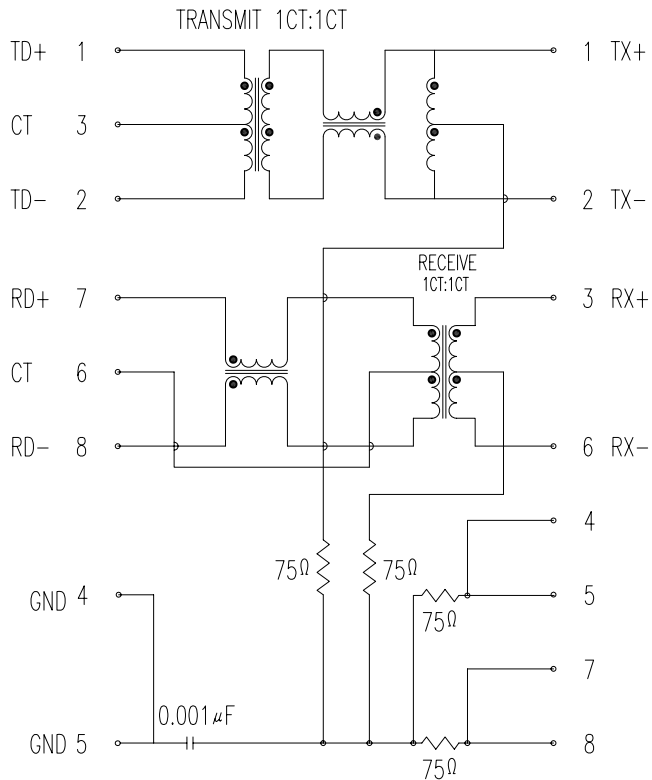 TRANSMIT 1CT:1CT
TD+ 1
1 TX+
CT 3
TD- 2
2 TX-
RECEIVE
1CT:1CT
RD+ 7
3 RX+
CT 6
RD- 8
6 RX-
4
75Ω
75Ω
GND 4
5
75Ω
7
0.001μF
GND 5
8
75Ω